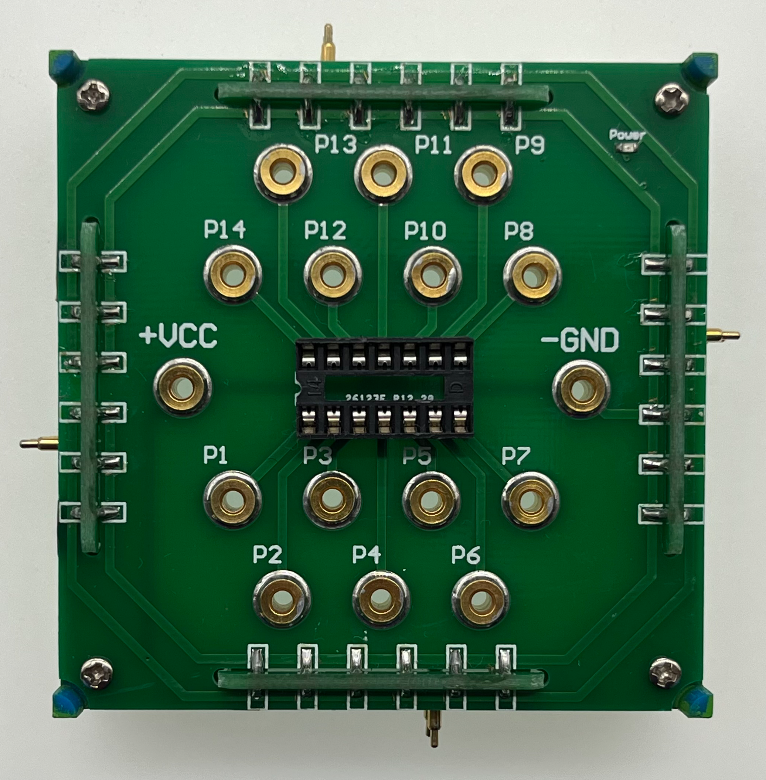 Power
P13 P11 P9
P14 P12 P10 P8
+VCC -GND
P1 P3 P5 P7
P2 P4 P6